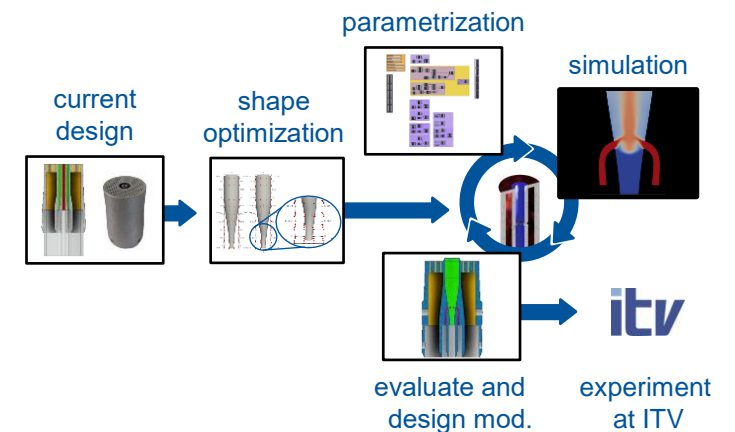 parametrization
simulation
current
design
shape
optimization
itv
evaluate and
design mod.
experiment
at ITV